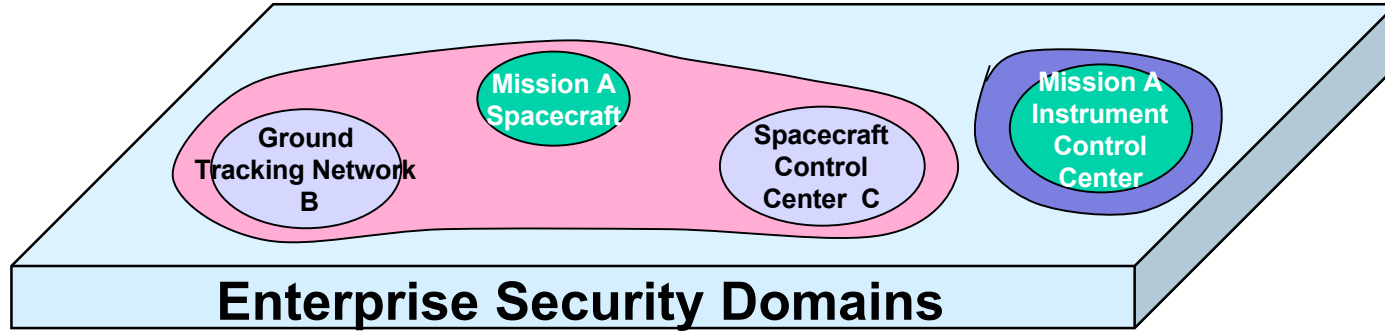 Mission A
Spacecraft
Ground
Tracking Network
B
Spacecraft
Control
Center C
Mission A
Instrument
Control
Center
Enterprise Security Domains